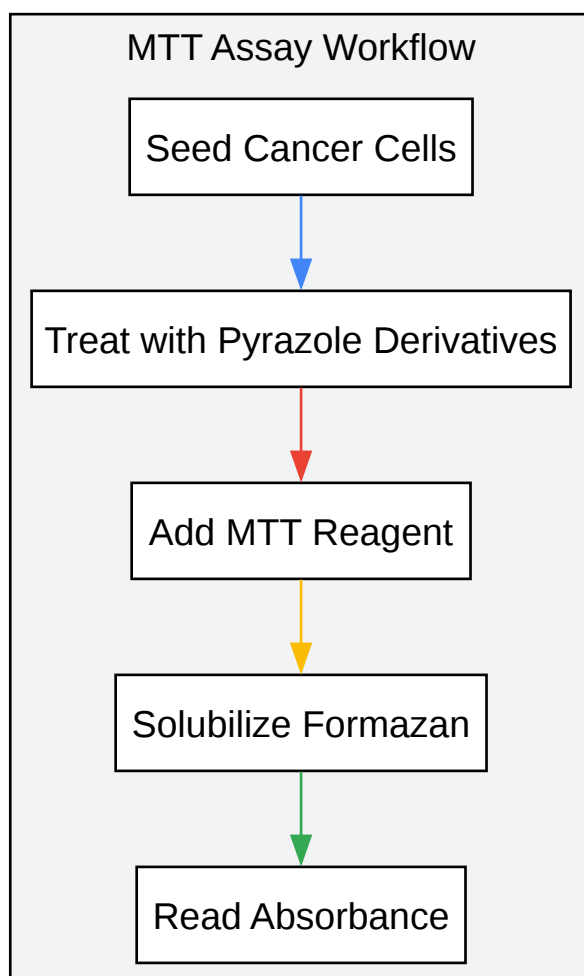 MTT Assay Workflow
Seed Cancer Cells
Treat with Pyrazole Derivatives
Add MTT Reagent
Solubilize Formazan
Read Absorbance